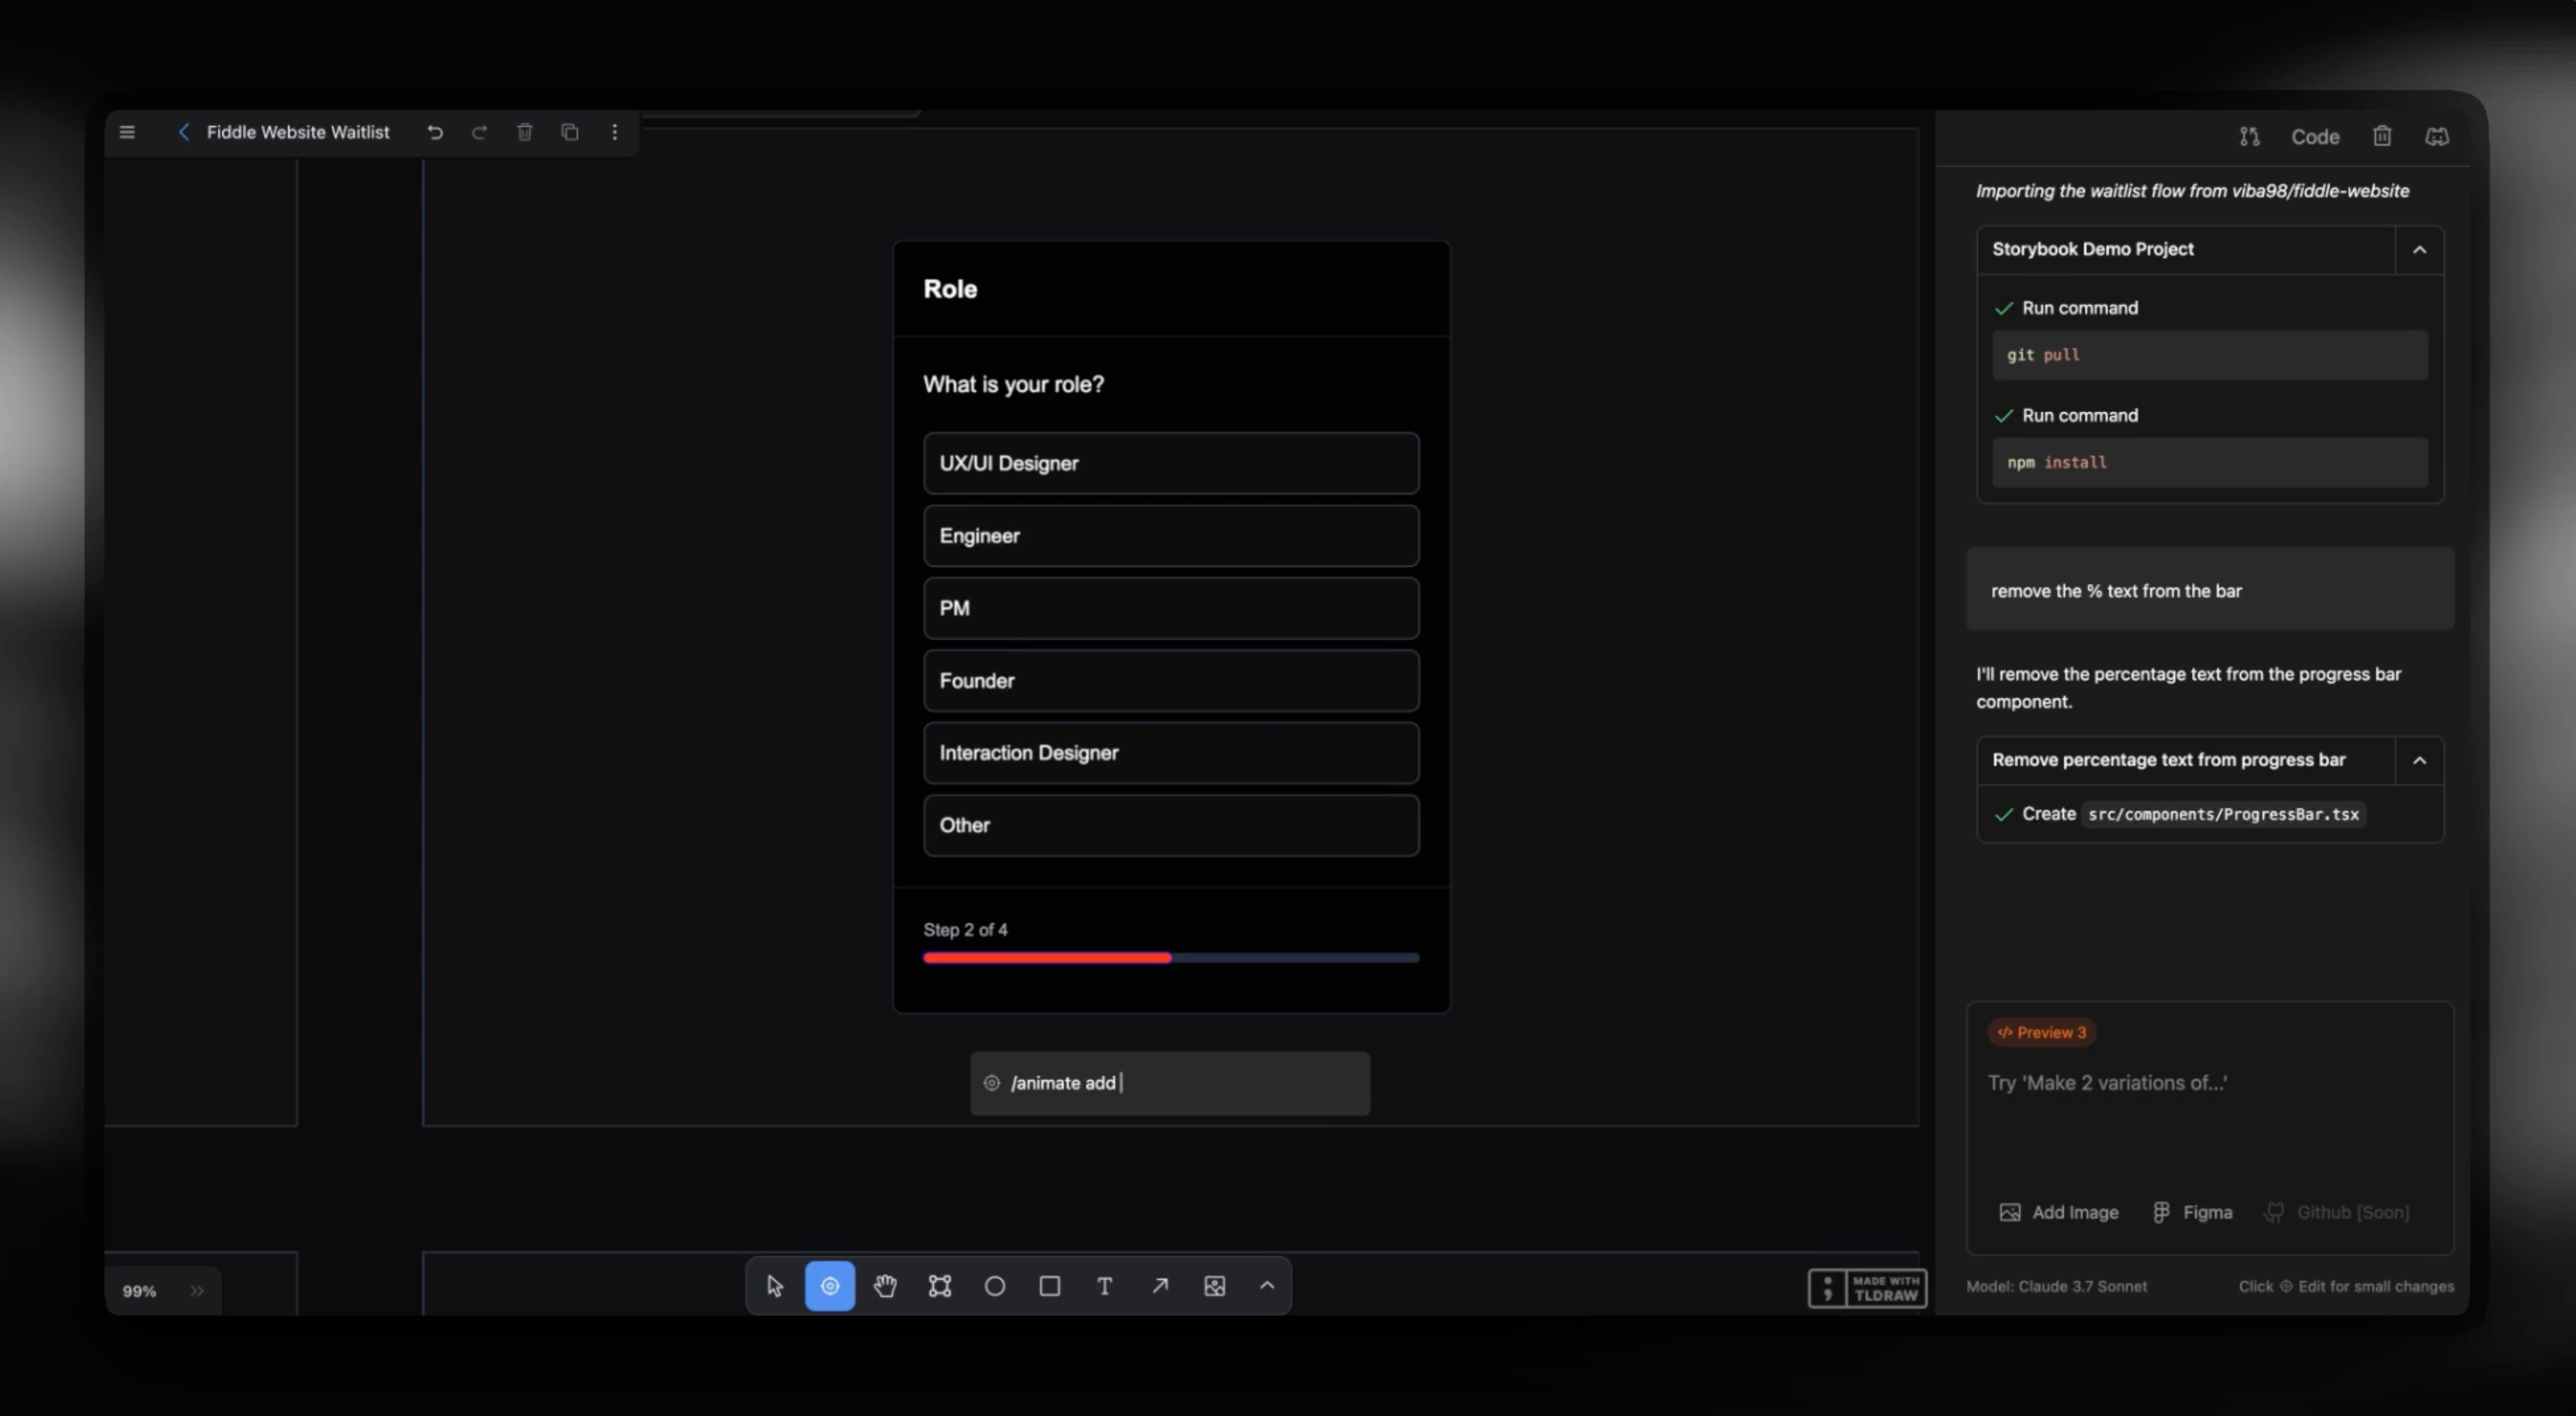 Fiddle Website Waitlist
Role
What is your role?
UX/UI Designer
Engineer
PM
Founder
Interaction Designer
Other
Step 2 of 4
/animate add
99%
MADE WITH
TLDRAW
Code
Importing the waitlist flow from viba98/fiddle-website
Storybook Demo Project
Run command
git pull
Run command
npm install
remove the % text from the bar
I'll remove the percentage text from the progress bar
component.
Remove percentage text from progress bar
Create src/components/ProgressBar.tsx
</> Preview 3
Try 'Make 2 variations of...'
Add Image Figma Github [Soon]
Model: Claude 3.7 Sonnet Click Edit for small changes